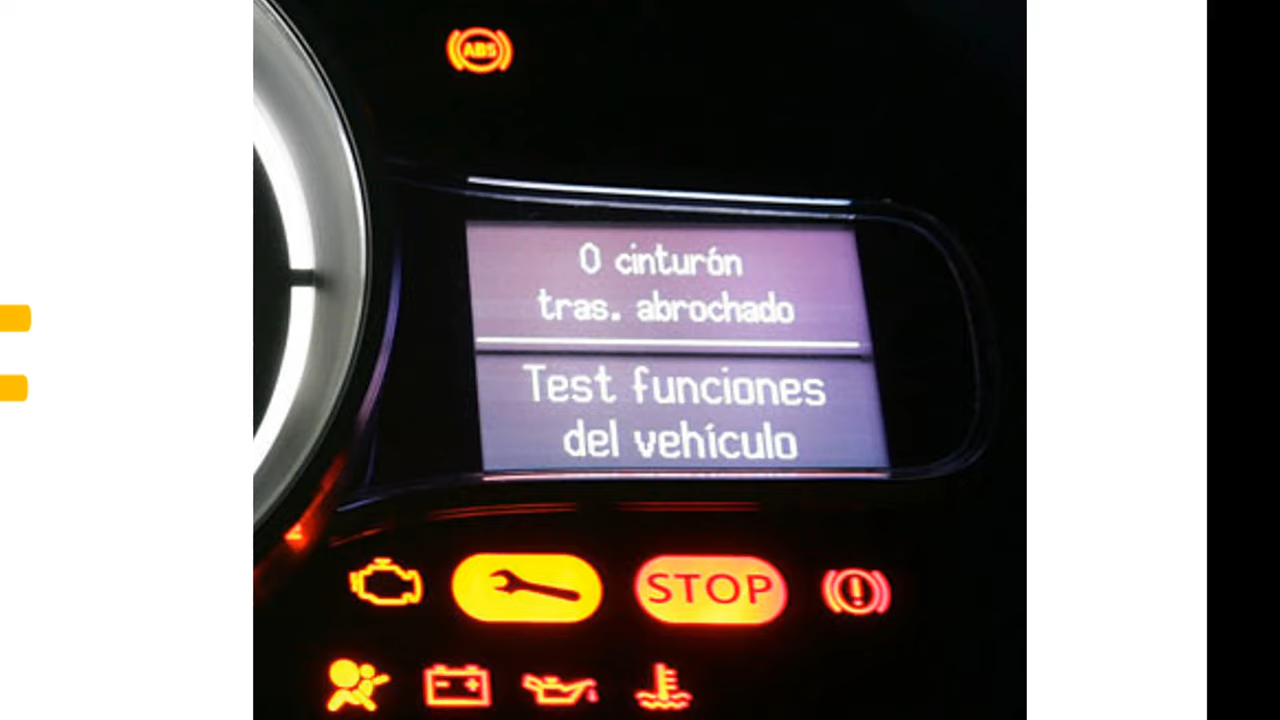 ABS
0 cinturón
tras. abrochado
Test funciones
del vehículo
STOP